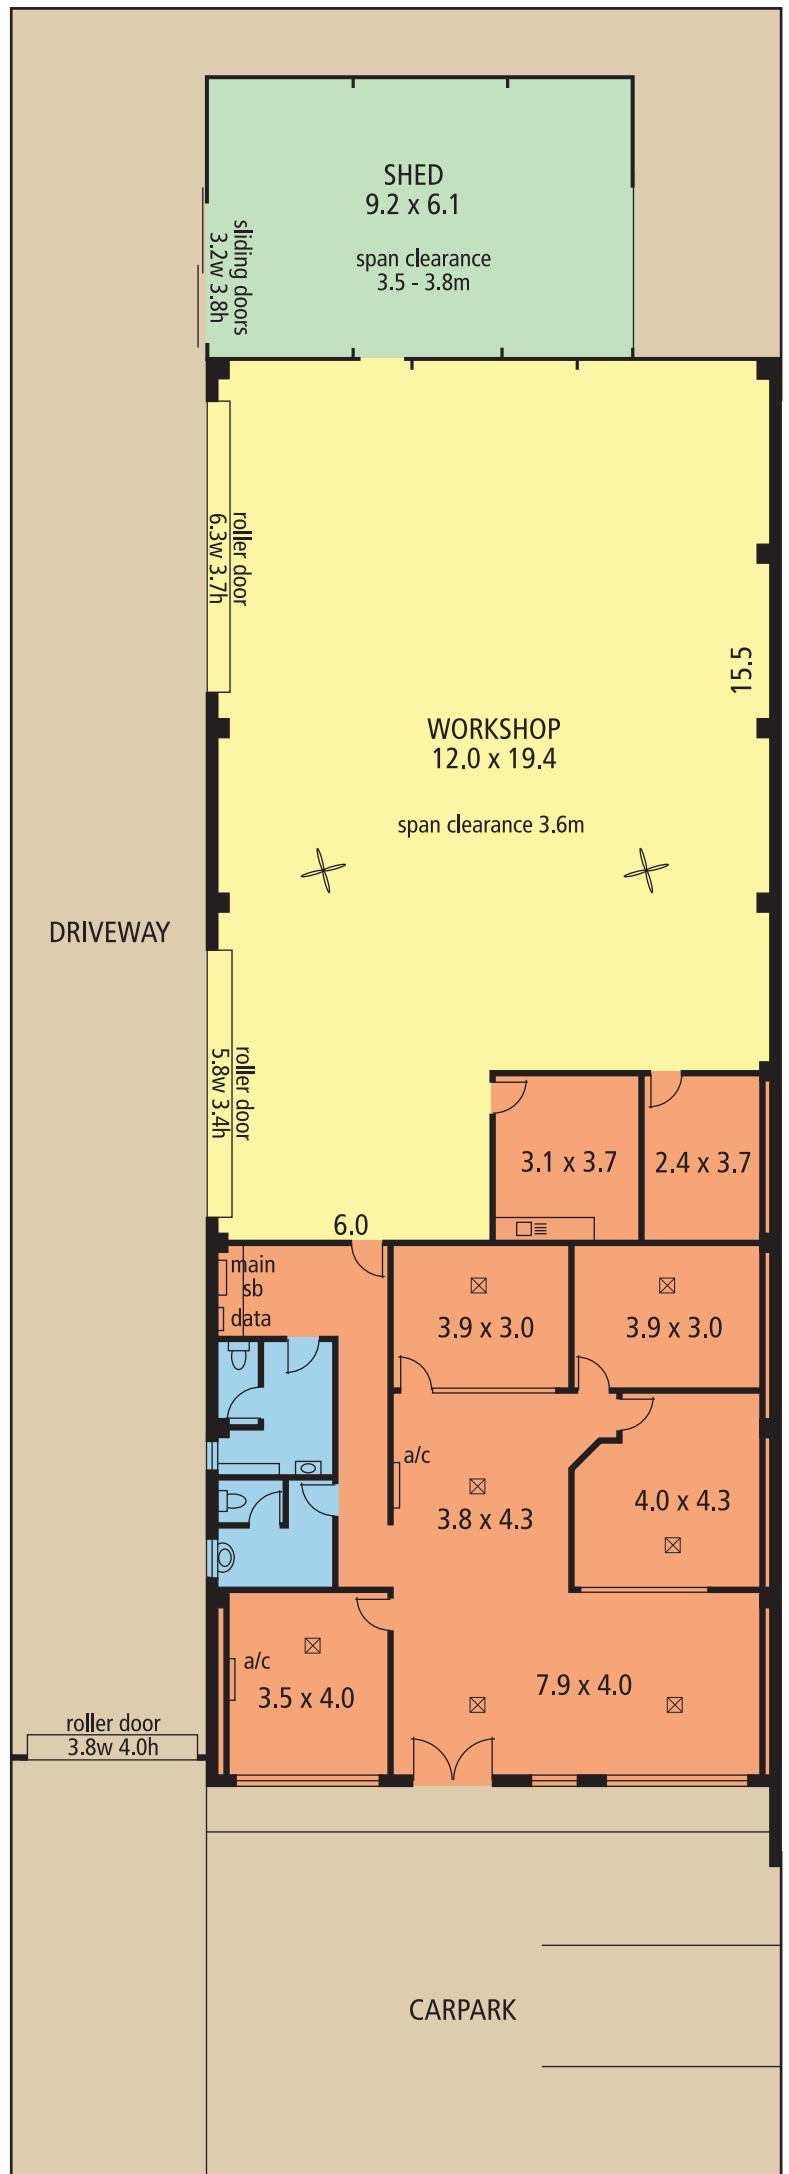 SHED
9.2 x 6.1
span clearance
3.5 - 3.8m
sliding doors
3.2w 3.8h
roller door
6.3w 3.7h
15.5
WORKSHOP
12.0 x 19.4
span clearance 3.6m
DRIVEWAY
roller door
5.8w 3.4h
3.1 x 3.7
2.4 x 3.7
6.0
main
sb
data
3.9 x 3.0
3.9 x 3.0
a/c
3.8 x 4.3
4.0 x 4.3
a/c
3.5 x 4.0
7.9 x 4.0
roller door
3.8w 4.0h
CARPARK